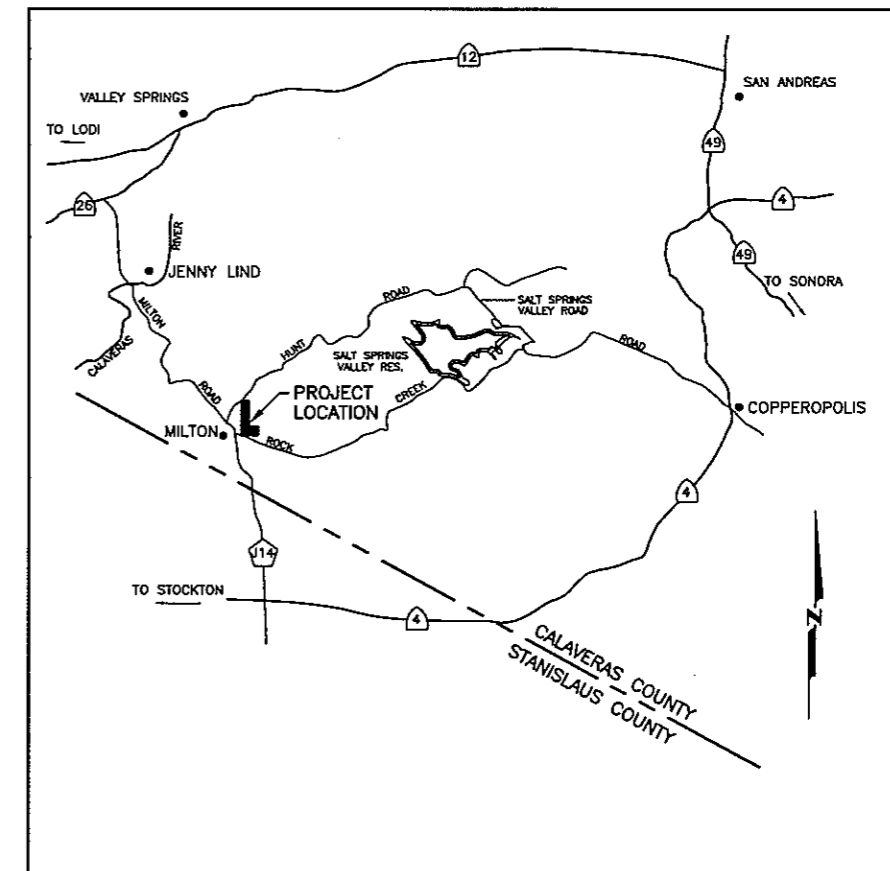 12
VALLEY SPRINGS
SAN ANDREAS
TO LODI
49
4
26
RIVER
JENNY LIND
49
TO SONORA
MILTON
ROAD
SALT SPRINGS
VALLEY ROAD
CALAVERAS
HUNT
SALT SPRINGS
VALLEY RES.
ROAD
ROAD
CREEK
PROJECT
LOCATION
COPPEROPOLIS
MILTON
ROCK
4
J14
TO STOCKTON
4
N
CALAVERAS COUNTY
STANISLAUS COUNTY